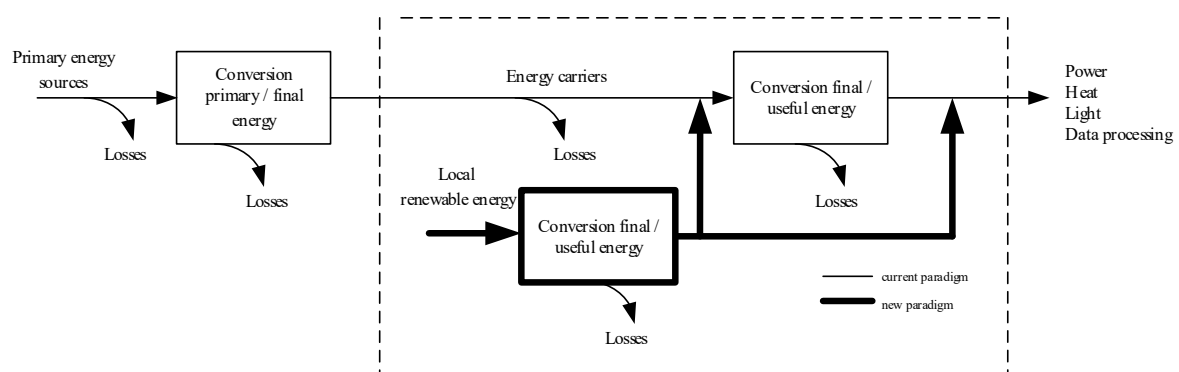 Primary energy
sources
Losses
Conversion
primary / final
energy
Losses
Energy carriers
Losses
Conversion final /
useful energy
Losses
Power
Heat
Light
Data processing
Local
renewable energy
Conversion final /
useful energy
Losses
current paradigm
new paradigm